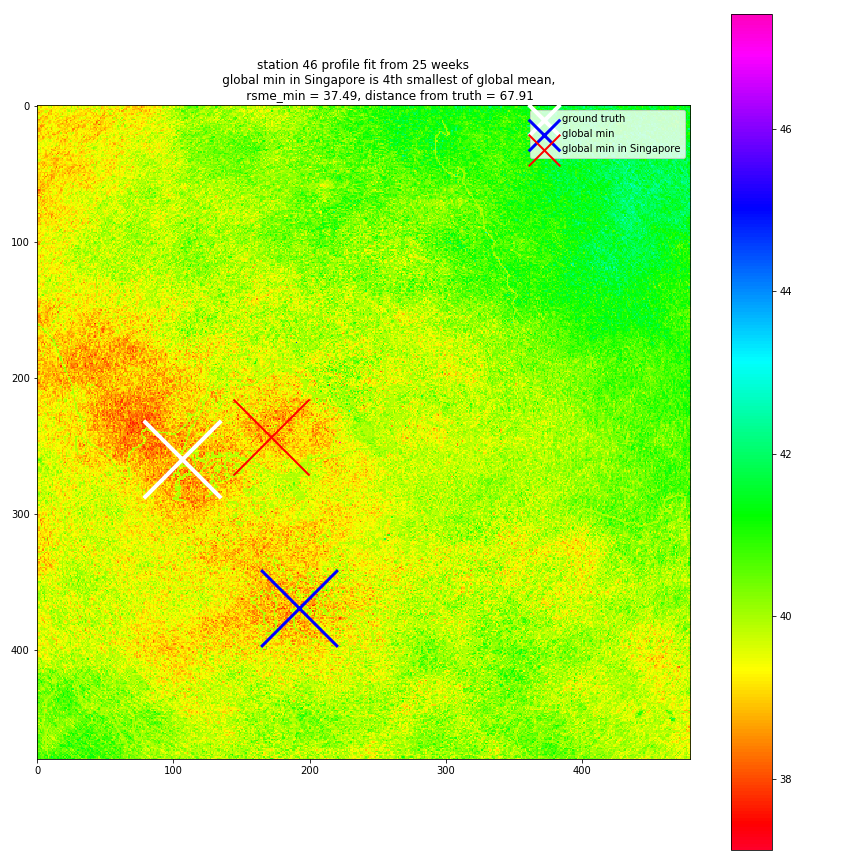 station 46 profile fit from 25 weeks
global min in Singapore is 4th smallest of global mean,
rsme_min = 37.49, distance from truth = 67.91
ground truth
global min
global min in Singapore
0
100
200
300
400
0
100
200
300
400
46
44
42
40
38